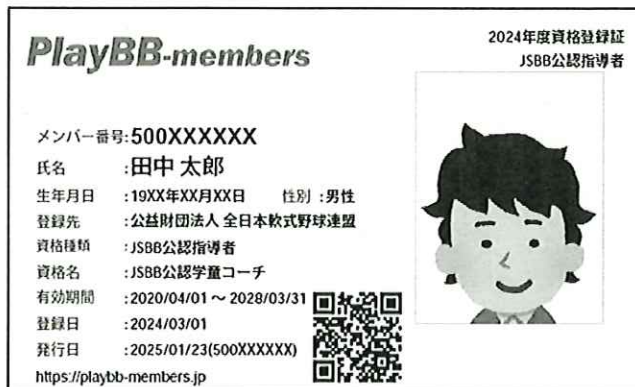 PlayBB-members
2024年度資格登録証
JSBB公認指導者
メンバー番号:500XXXXXX
氏名 :田中 太郎
生年月日 :19XX年XX月XX日 性別 :男性
登録先 :公益財団法人 全日本軟式野球連盟
資格種類 :JSBB公認指導者
資格名 :JSBB公認学童コーチ
有効期間 :2020/04/01 ～ 2028/03/31
登録日 :2024/03/01
発行日 :2025/01/23(500XXXXXX)
https://playbb-members.jp